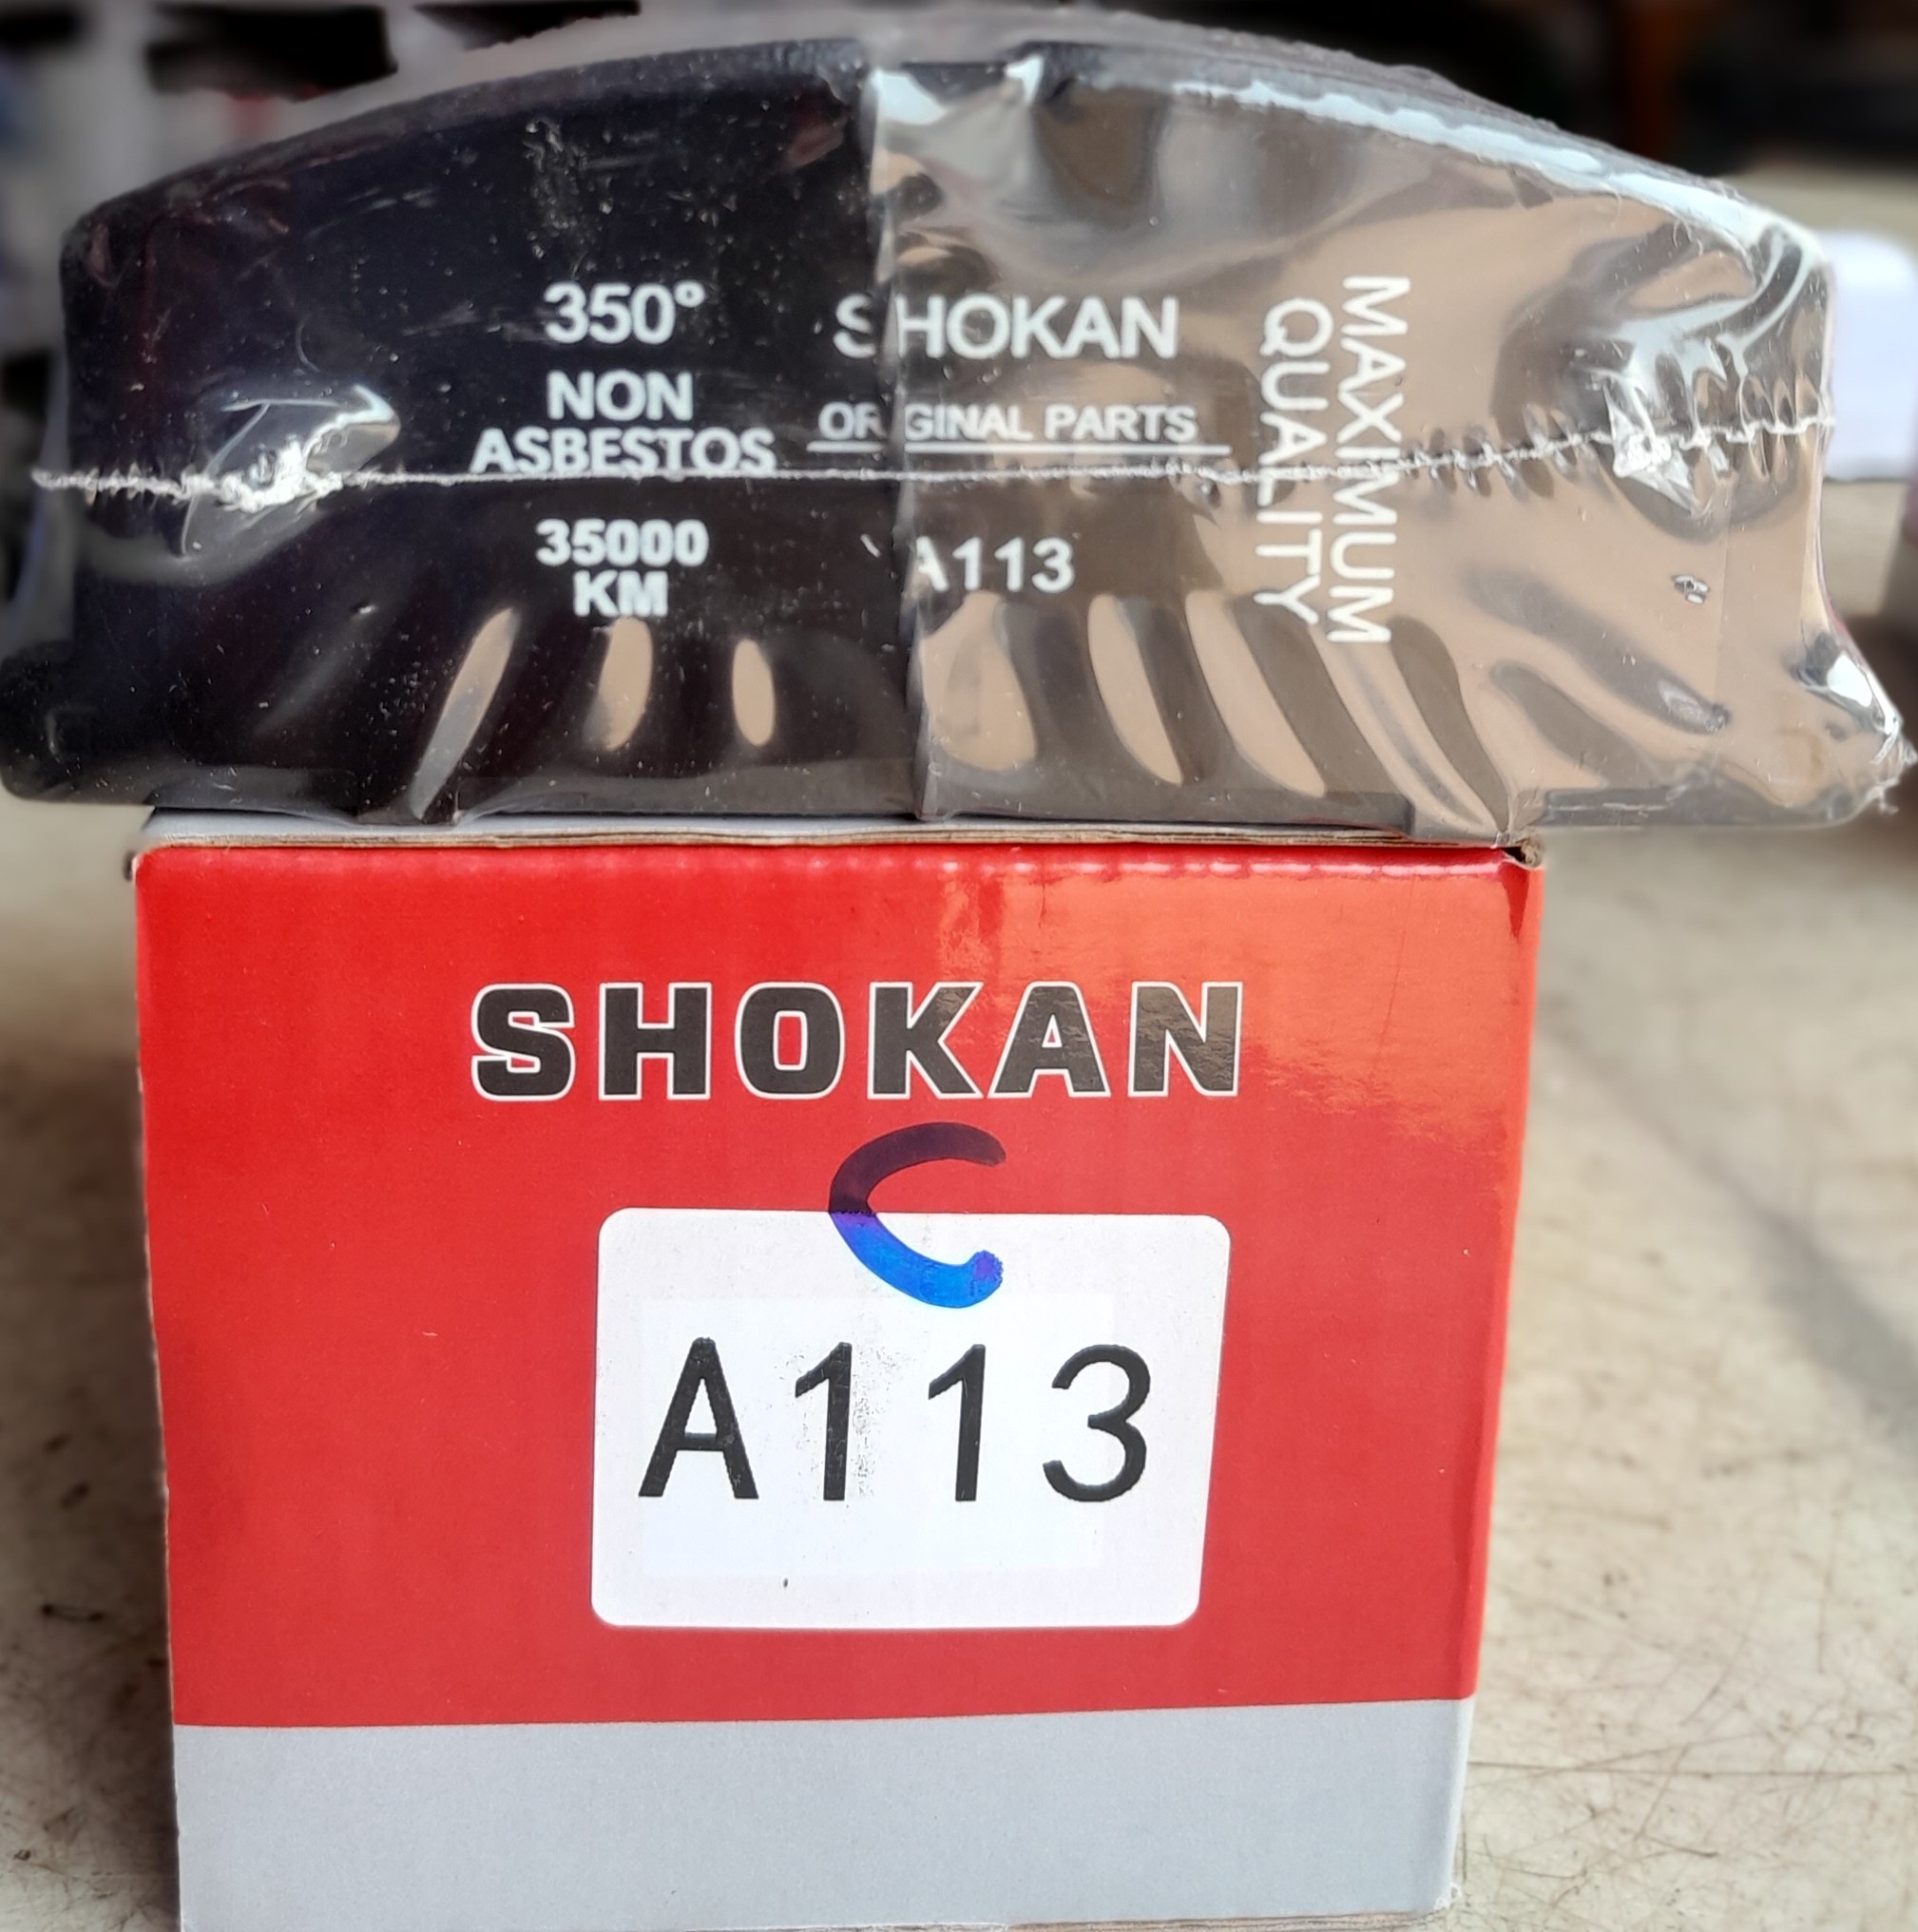 350°
NON
ASBESTOS
35000
KM
SHOKAN
ORIGINAL PARTS
A113
MAXIMUM
QUALITY
SHOKAN
C
A113